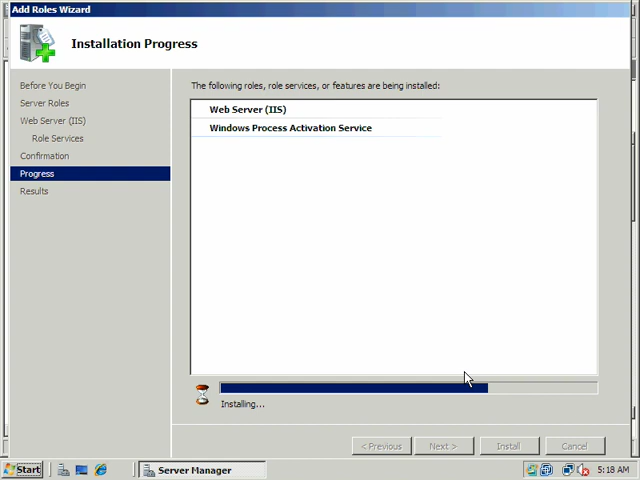 Add Roles Wizard
Installation Progress
Before You Begin
Server Roles
Web Server (IIS)
Role Services
Confirmation
Progress
Results
The following roles, role services, or features are being installed:
Web Server (IIS)
Windows Process Activation Service
Installing...
< Previous
Next >
Install
Cancel
Start
Server Manager
5:18 AM